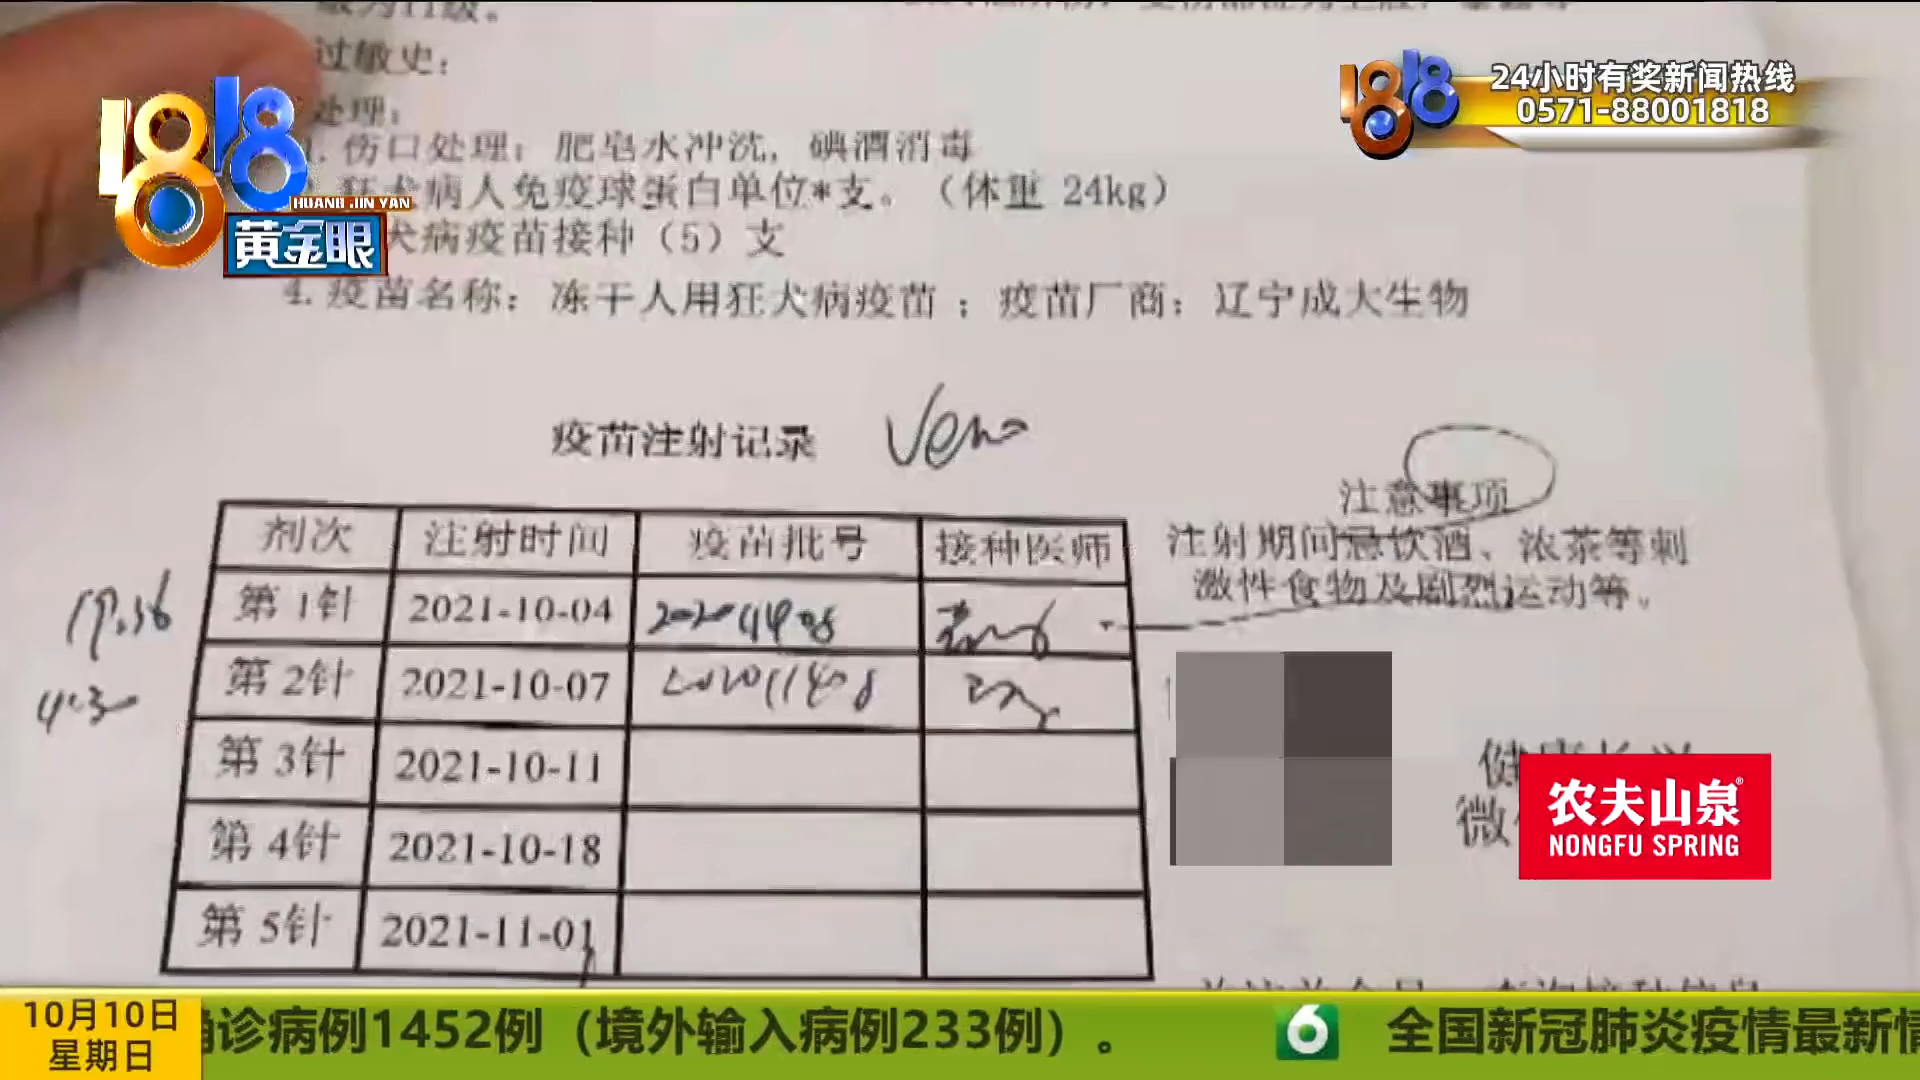 过敏史：
处理：
1. 伤口处理：肥皂水冲洗，碘酒消毒
狂犬病人免疫球蛋白单位*支。（体重 24kg）
犬病疫苗接种（5）支
4. 疫苗名称：冻干人用狂犬病疫苗；疫苗厂商：辽宁成大生物
疫苗注射记录
剂次 注射时间 疫苗批号 接种医师
第 1针 2021-10-04
第 2针 2021-10-07
第 3针 2021-10-11
第 4针 2021-10-18
第 5针 2021-11-01
注意事项
注射期间忌饮酒、浓茶等刺
激性食物及剧烈运动等。
1818
HUANG JIN YAN
黄金眼
1818
24小时有奖新闻热线
0571-88001818
农夫山泉
NONGFU SPRING
10月10日
星期日
确诊病例1452例（境外输入病例233例）。
6
全国新冠肺炎疫情最新情